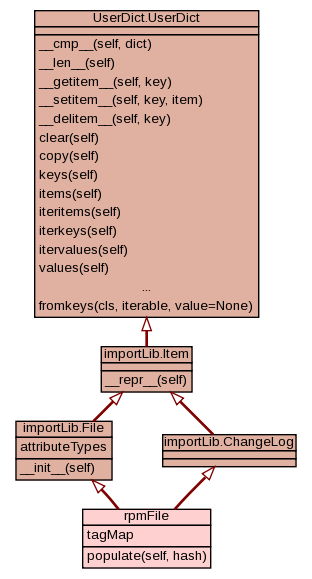 UserDict.UserDict
__cmp__(self, dict)
__len__(self)
__getitem__(self, key)
__setitem__(self, key, item)
__delitem__(self, key)
clear(self)
copy(self)
keys(self)
items(self)
iteritems(self)
iterkeys(self)
itervalues(self)
values(self)
...
fromkeys(cls, iterable, value=None)
importLib.Item
__repr__(self)
importLib.File
attributeTypes
__init__(self)
importLib.ChangeLog
rpmFile
tagMap
populate(self, hash)